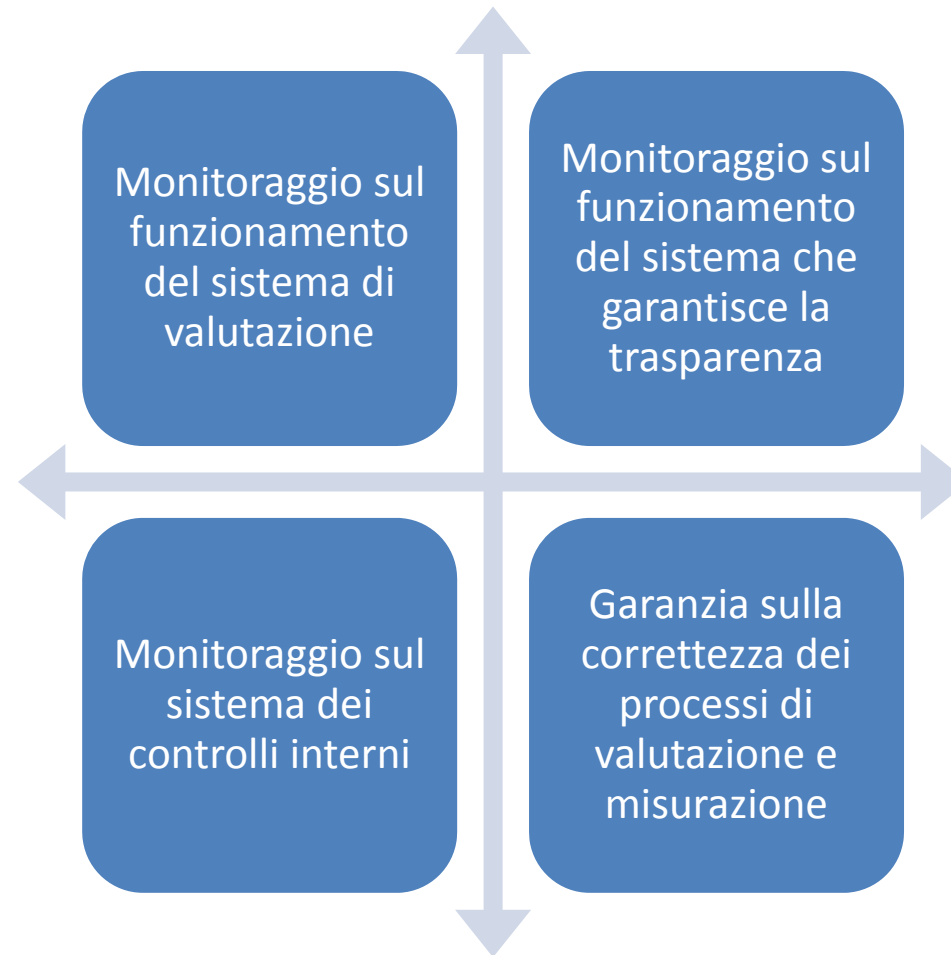 Monitoraggio sul
funzionamento
del sistema di
valutazione
Monitoraggio sul
funzionamento
del sistema che
garantisce la
trasparenza
Monitoraggio sul
sistema dei
controlli interni
Garanzia sulla
correttezza dei
processi di
valutazione e
misurazione